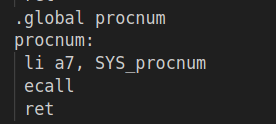 .global procnum
procnum:
li a7, SYS_procnum
ecall
ret